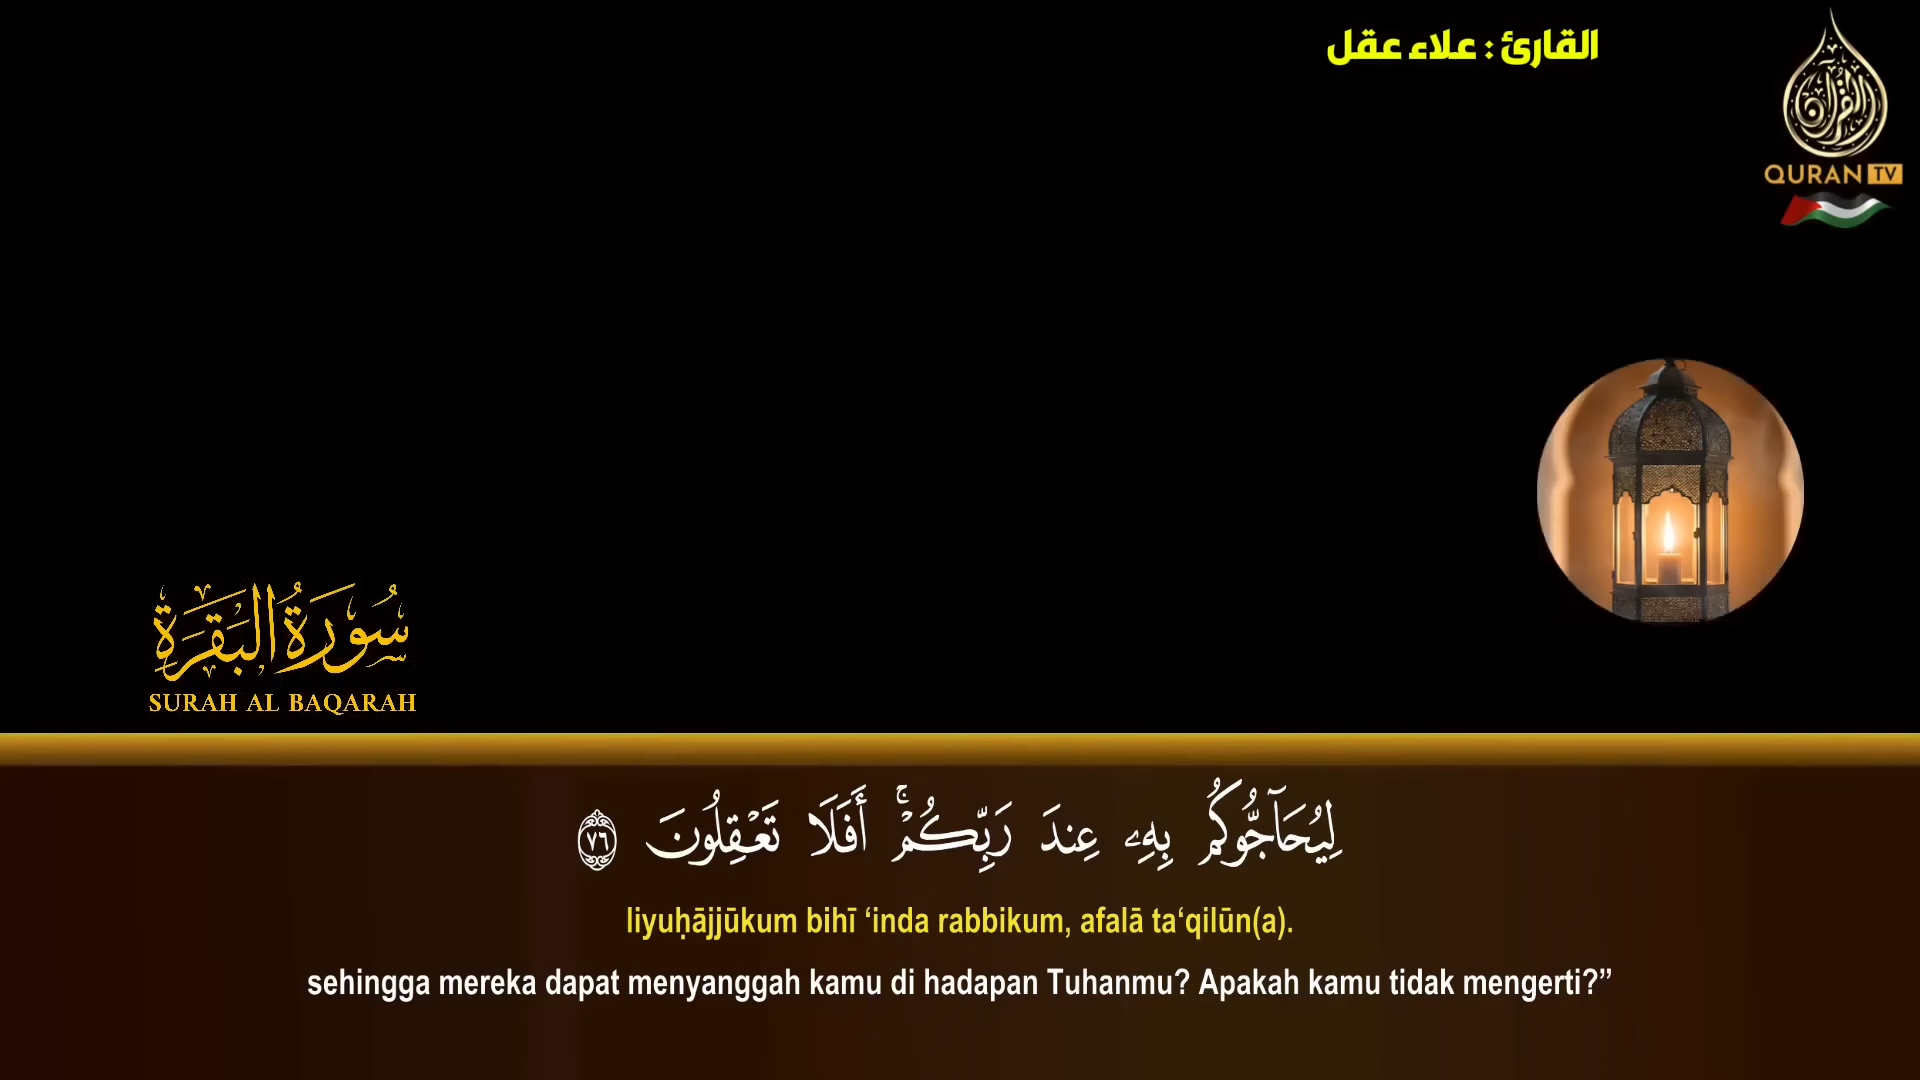 القارئ : علاء عقل
القرآن
QURAN TV
سُورَةُ البَقَرَة
SURAH AL BAQARAH
لِيُحَآجُّوكُم بِهِۦ عِندَ رَبِّكُمْۚ أَفَلَا تَعْقِلُونَ ٧٦
liyuḥājjūkum bihī ‘inda rabbikum, afalā ta‘qilūn(a).
sehingga mereka dapat menyanggah kamu di hadapan Tuhanmu? Apakah kamu tidak mengerti?”